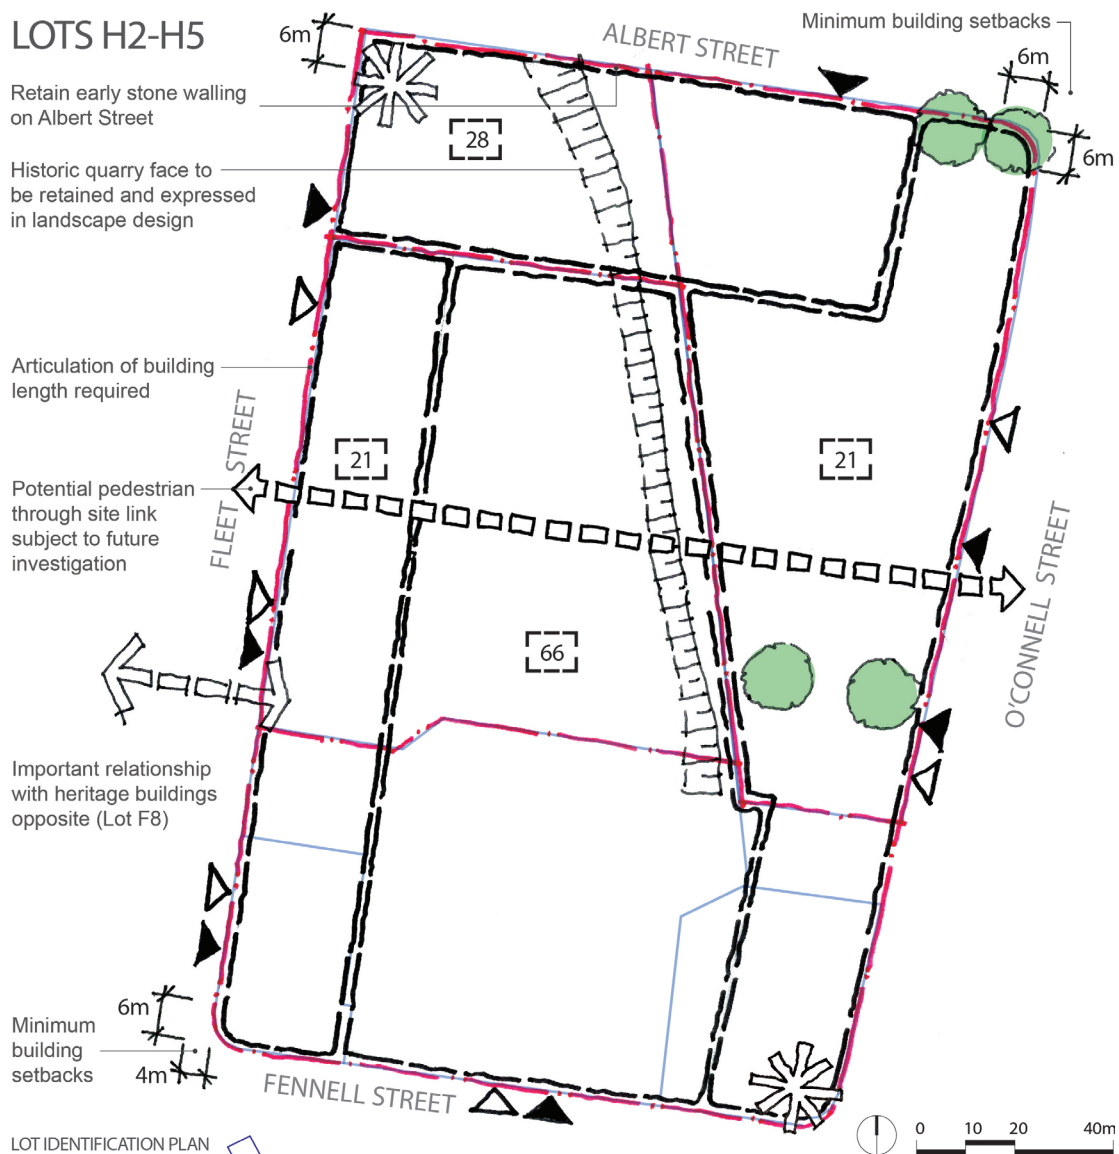 LOTS H2-H5
6m
ALBERT STREET
Minimum building setbacks
6m
6m
Retain early stone walling
on Albert Street
28
Historic quarry face to
be retained and expressed
in landscape design
Articulation of building
length required
FLEET STREET
21
21
Potential pedestrian
through site link
subject to future
investigation
O'CONNELL STREET
66
Important relationship
with heritage buildings
opposite (Lot F8)
6m
Minimum
building
setbacks
4m
FENNELL STREET
LOT IDENTIFICATION PLAN
0 10 20 40m